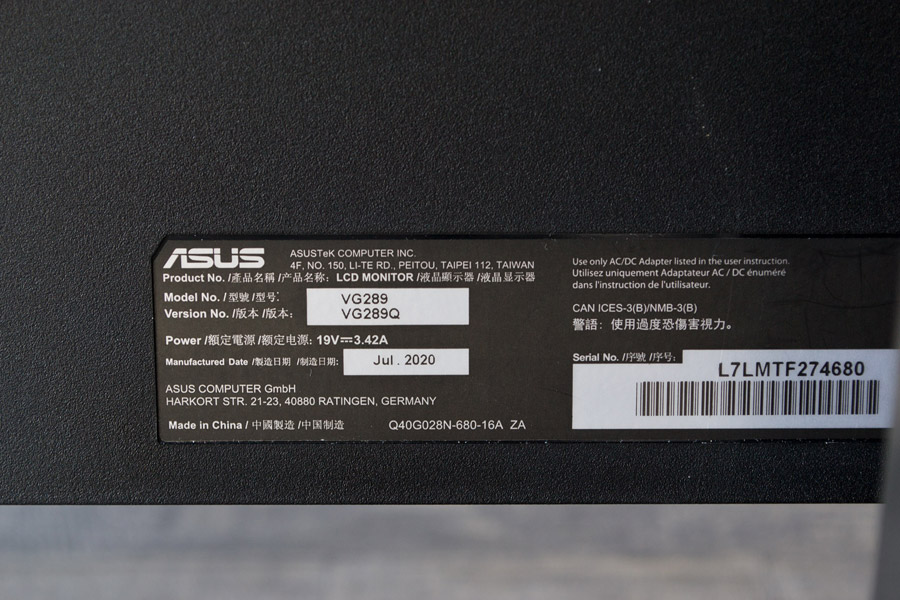 ASUS
ASUSTeK COMPUTER INC.
4F, NO. 150, LI-TE RD., PEITOU, TAIPEI 112, TAIWAN
Product No. /產品名稱 /产品名称: LCD MONITOR /液晶顯示器 /液晶显示器
Model No. /型號 /型号: VG289
Version No. /版本 /版本: VG289Q
Power /額定電源 /额定电源: 19V⎓3.42A
Manufactured Date /製造日期 /制造日期: Jul . 2020
ASUS COMPUTER GmbH
HARKORT STR. 21-23, 40880 RATINGEN, GERMANY
Made in China / 中國製造 /中国制造 Q40G028N-680-16A ZA
Use only AC/DC Adapter listed in the user instruction.
Utilisez uniquement Adaptateur AC / DC énuméré
dans l'instruction de l'utilisateur.
CAN ICES-3(B)/NMB-3(B)
警語: 使用過度恐傷害視力。
Serial No. /序號 /序号:
L7LMTF274680